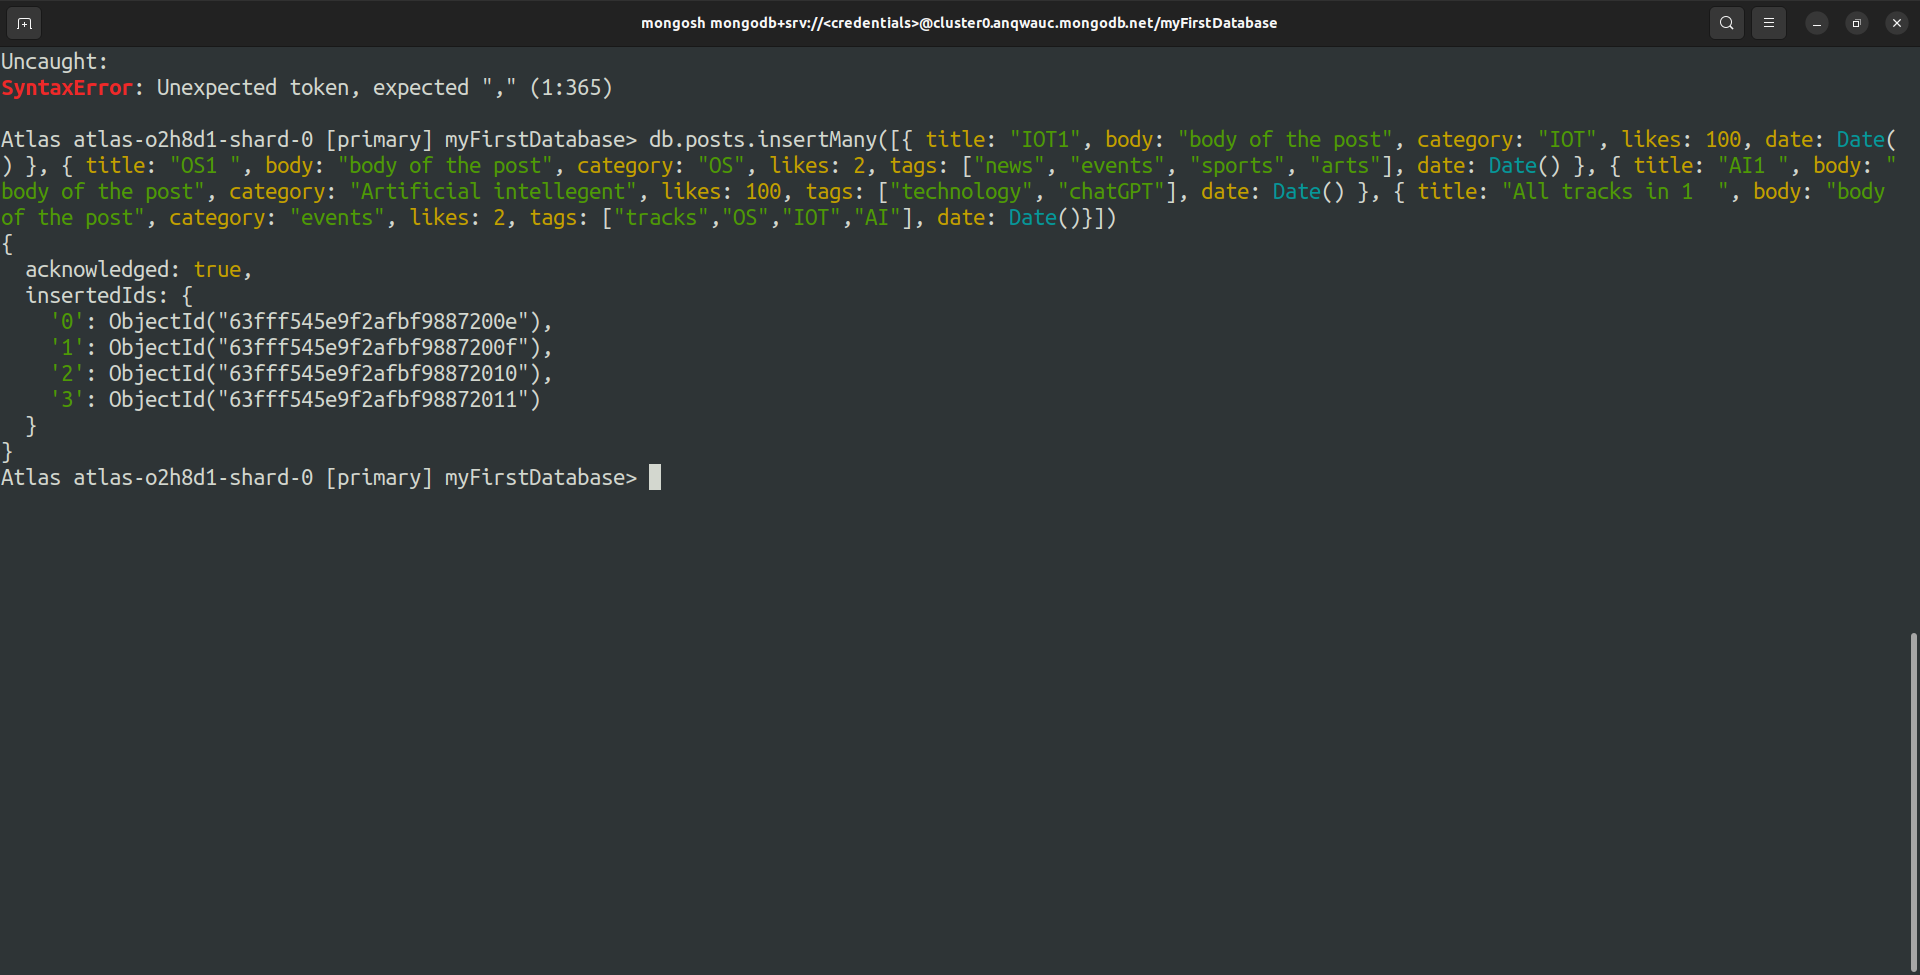 mongosh mongodb+srv://<credentials>@cluster0.anqwauc.mongodb.net/myFirstDatabase
Uncaught:
SyntaxError: Unexpected token, expected "," (1:365)
Atlas atlas-o2h8d1-shard-0 [primary] myFirstDatabase> db.posts.insertMany([{ title: "IOT1", body: "body of the post", category: "IOT", likes: 100, date: Date(
) }, { title: "OS1 ", body: "body of the post", category: "OS", likes: 2, tags: ["news", "events", "sports", "arts"], date: Date() }, { title: "AI1 ", body: "
body of the post", category: "Artificial intellegent", likes: 100, tags: ["technology", "chatGPT"], date: Date() }, { title: "All tracks in 1  ", body: "body
of the post", category: "events", likes: 2, tags: ["tracks","OS","IOT","AI"], date: Date()}])
{
  acknowledged: true,
  insertedIds: {
    '0': ObjectId("63fff545e9f2afbf9887200e"),
    '1': ObjectId("63fff545e9f2afbf9887200f"),
    '2': ObjectId("63fff545e9f2afbf98872010"),
    '3': ObjectId("63fff545e9f2afbf98872011")
  }
}
Atlas atlas-o2h8d1-shard-0 [primary] myFirstDatabase>